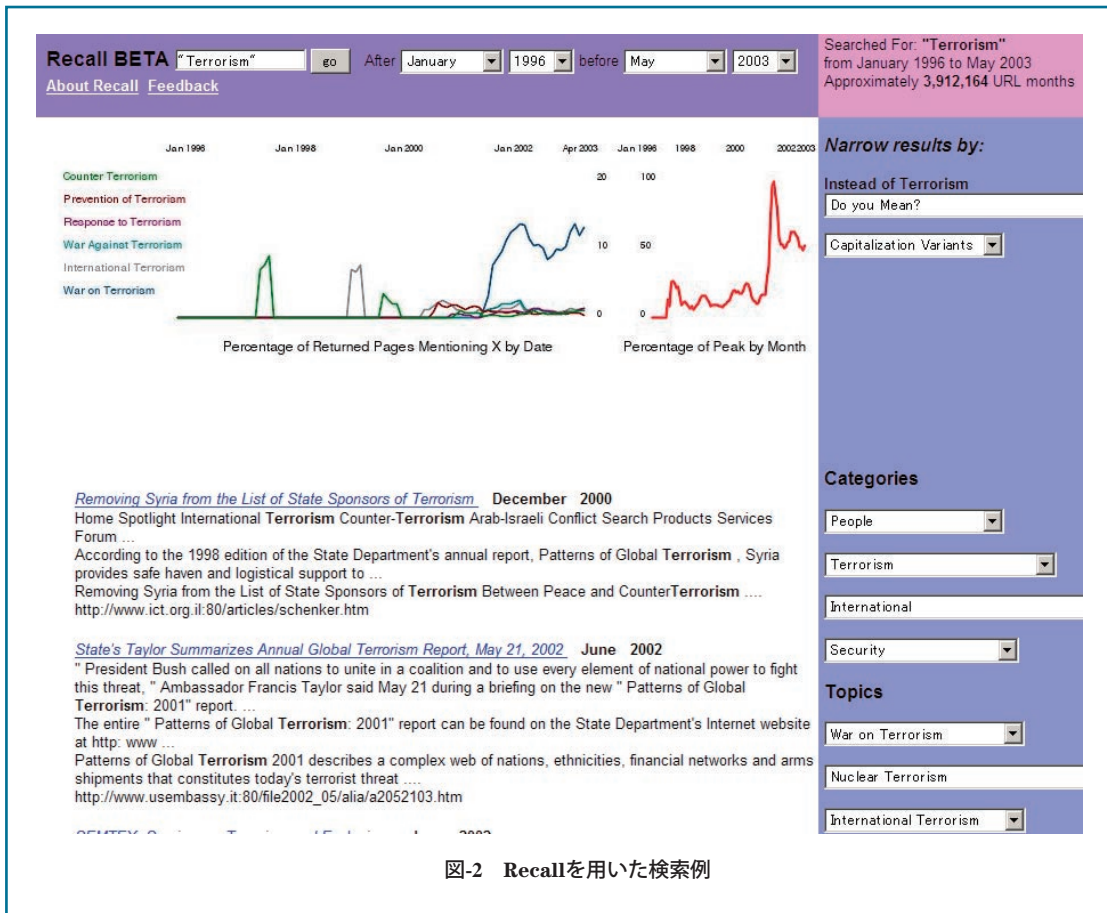 Recall BETA "Terrorism" go After January 1996 before May 2003
About Recall Feedback
Searched For: "Terrorism"
from January 1996 to May 2003
Approximately 3,912,164 URL months
Jan 1996 Jan 1998 Jan 2000 Jan 2002 Apr 2003 Jan 1996 1998 2000 20022003
Counter Terrorism
Prevention of Terrorism
Response to Terrorism
War Against Terrorism
International Terrorism
War on Terrorism
20 100
10 50
0 0
Percentage of Returned Pages Mentioning X by Date Percentage of Peak by Month
Narrow results by:
Instead of Terrorism
Do you Mean?
Capitalization Variants
Removing Syria from the List of State Sponsors of Terrorism December 2000
Home Spotlight International Terrorism Counter-Terrorism Arab-Israeli Conflict Search Products Services
Forum ...
According to the 1998 edition of the State Department's annual report, Patterns of Global Terrorism , Syria
provides safe haven and logistical support to ...
Removing Syria from the List of State Sponsors of Terrorism Between Peace and CounterTerrorism ....
http://www.ict.org.il:80/articles/schenker.htm
State's Taylor Summarizes Annual Global Terrorism Report, May 21, 2002 June 2002
" President Bush called on all nations to unite in a coalition and to use every element of national power to fight
this threat, " Ambassador Francis Taylor said May 21 during a briefing on the new " Patterns of Global
Terrorism: 2001" report. ...
The entire " Patterns of Global Terrorism: 2001" report can be found on the State Department's Internet website
at http: www ...
Patterns of Global Terrorism 2001 describes a complex web of nations, ethnicities, financial networks and arms
shipments that constitutes today's terrorist threat ....
http://www.usembassy.it:80/file2002_05/alia/a2052103.htm
Categories
People
Terrorism
International
Security
Topics
War on Terrorism
Nuclear Terrorism
International Terrorism
図-2 Recallを用いた検索例